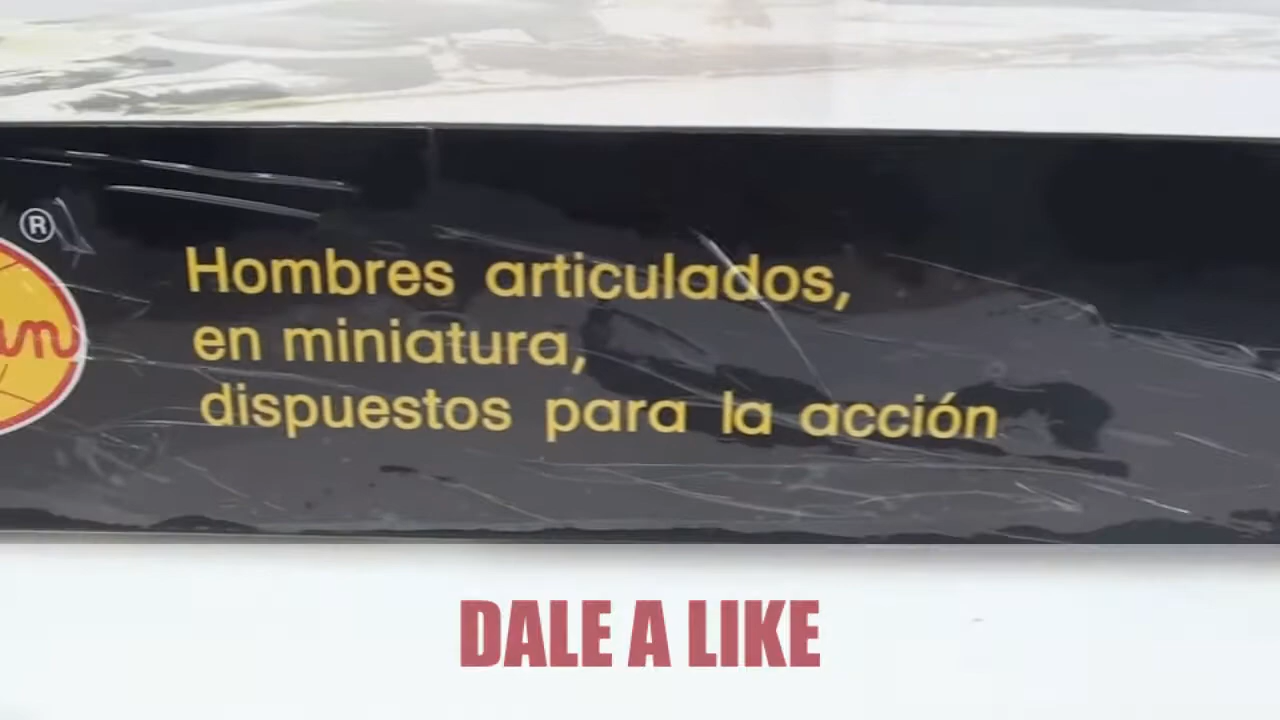 ®
Hombres articulados,
en miniatura,
dispuestos para la acción
DALE A LIKE